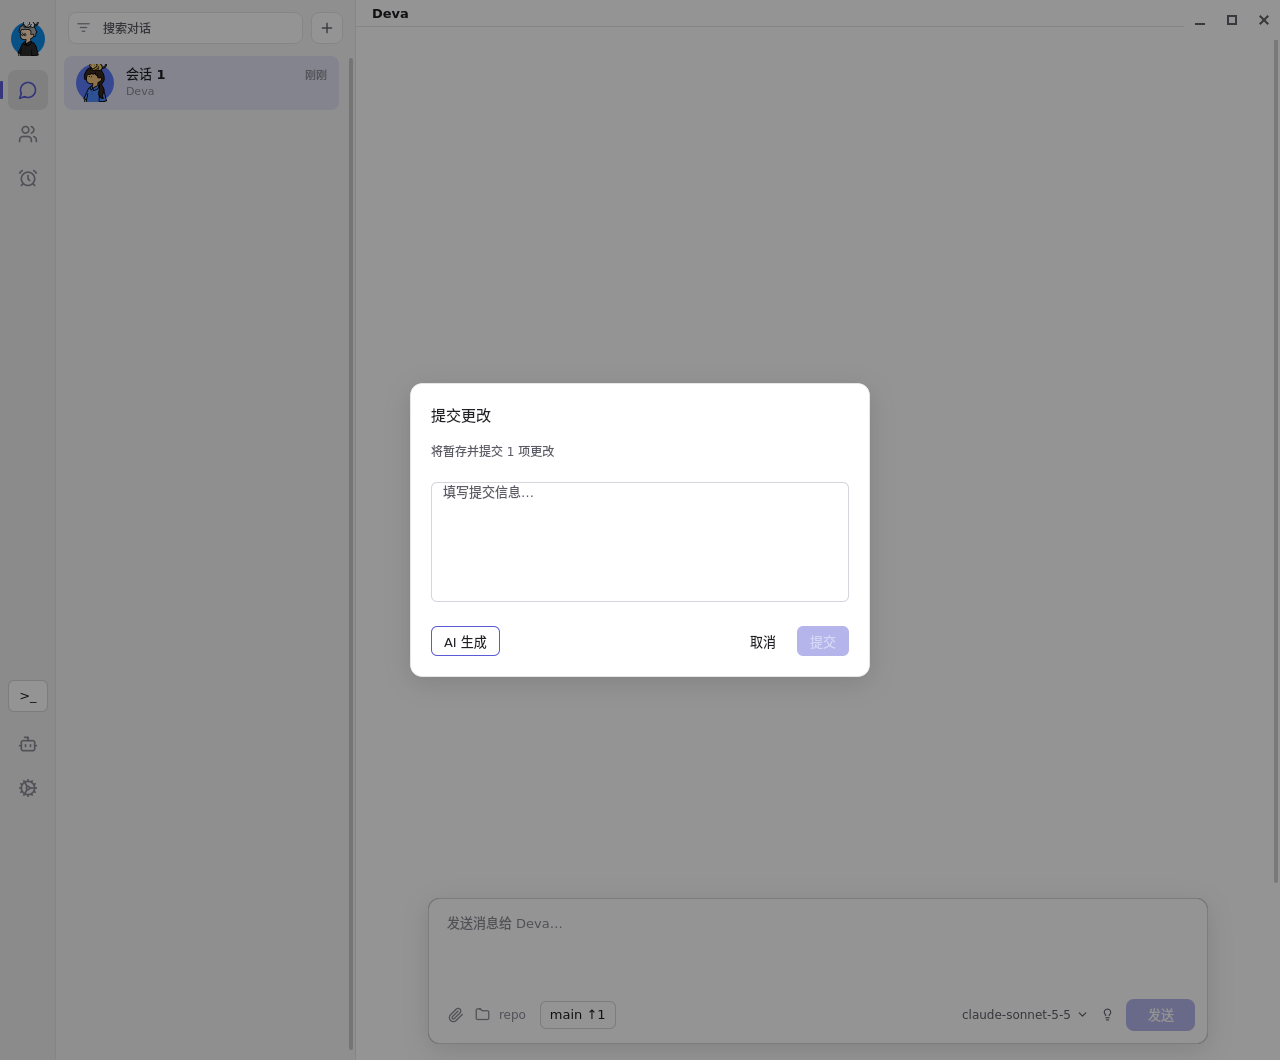 搜索对话
会话 1
刚刚
Deva
>_
Deva
提交更改
将暂存并提交 1 项更改
填写提交信息...
AI 生成
取消
提交
发送消息给 Deva...
repo
main ↑1
claude-sonnet-5-5
发送